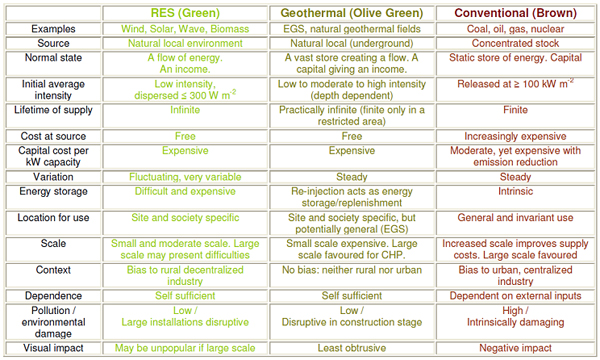 RES (Green) Geothermal (Olive Green) Conventional (Brown)
Examples Wind, Solar, Wave, Biomass EGS, natural geothermal fields Coal, oil, gas, nuclear
Source Natural local environment Natural local (underground) Concentrated stock
Normal state A flow of energy. A vast store creating a flow. A Static store of energy. Capital
An income. capital giving an income.
Initial average Low intensity, Low to moderate to high intensity Released at ≥ 100 kW m-2
intensity dispersed ≤ 300 W m-2 (depth dependent)
Lifetime of supply Infinite Practically infinite (finite only in Finite
a restricted area)
Cost at source Free Free Increasingly expensive
Capital cost per Expensive Expensive Moderate, yet expensive with
kW capacity emission reduction
Variation Fluctuating, very variable Steady Steady
Energy storage Difficult and expensive Re-injection acts as energy Intrinsic
storage/replenishment
Location for use Site and society specific Site and society specific, but General and invariant use
potentially general (EGS)
Scale Small and moderate scale. Large Small scale expensive. Large Increased scale improves supply
scale may present difficulties scale favoured for CHP. costs. Large scale favoured
Context Bias to rural decentralized No bias: neither rural nor urban Bias to urban, centralized
industry industry
Dependence Self sufficient Self sufficient Dependent on external inputs
Pollution / Low / Low / High /
environmental Large installations disruptive Disruptive in construction stage Intrinsically damaging
damage
Visual impact May be unpopular if large scale Least obtrusive Negative impact